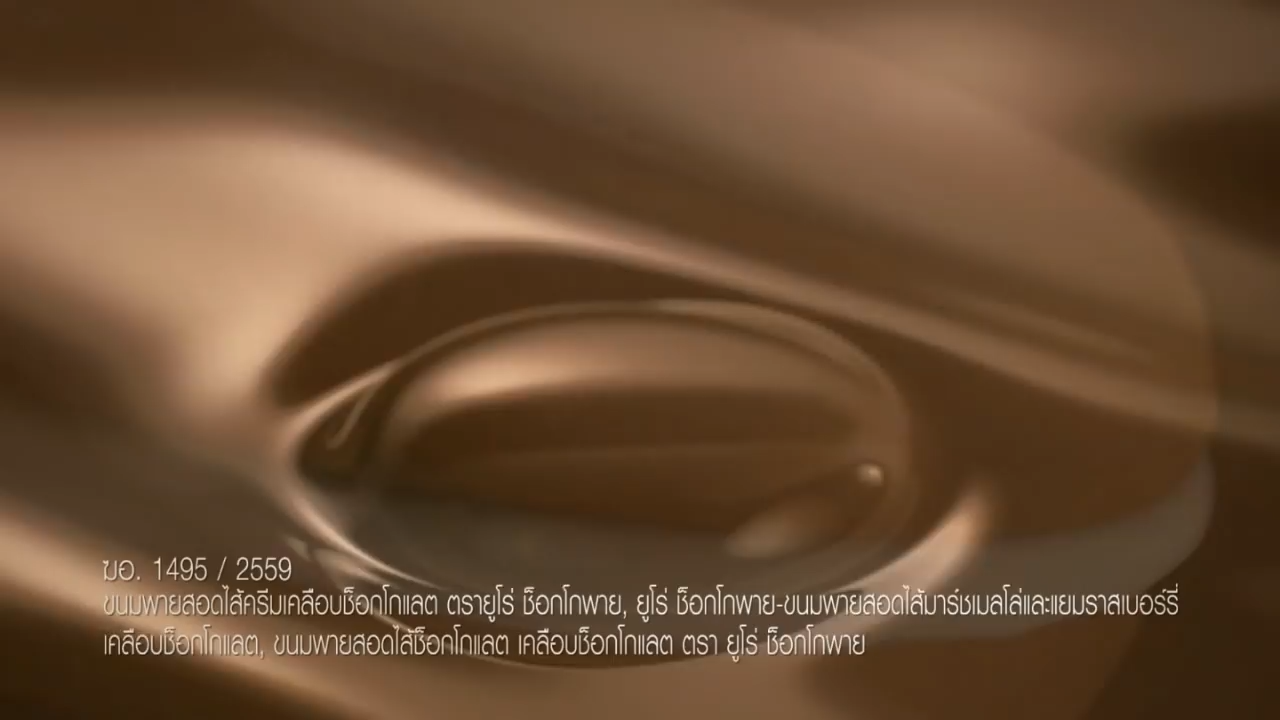 ฆอ. 1495 / 2559
ขนมพายสอดไส้ครีมเคลือบช็อกโกแลต ตรายูโร่ ช็อกโกพาย, ยูโร่ ช็อกโกพาย-ขนมพายสอดไส้มาร์ชเมลโล่และแยมราสเบอร์รี่
เคลือบช็อกโกแลต, ขนมพายสอดไส้ช็อกโกแลต เคลือบช็อกโกแลต ตรา ยูโร่ ช็อกโกพาย